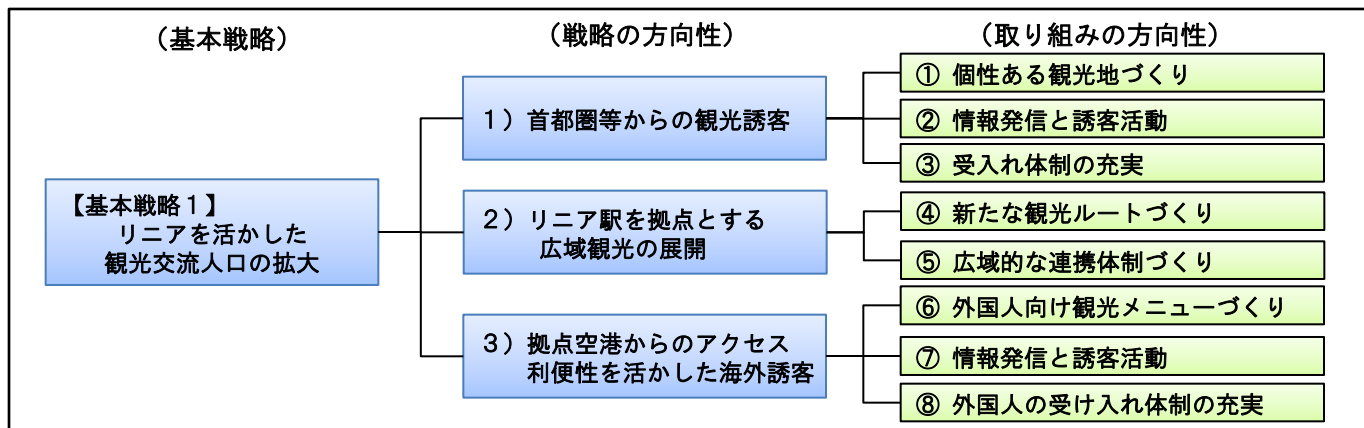 （基本戦略）
（戦略の方向性）
（取り組みの方向性）
【基本戦略１】
リニアを活かした
観光交流人口の拡大
１）首都圏等からの観光誘客
① 個性ある観光地づくり
② 情報発信と誘客活動
③ 受入れ体制の充実
２）リニア駅を拠点とする
広域観光の展開
④ 新たな観光ルートづくり
⑤ 広域的な連携体制づくり
３）拠点空港からのアクセス
利便性を活かした海外誘客
⑥ 外国人向け観光メニューづくり
⑦ 情報発信と誘客活動
⑧ 外国人の受け入れ体制の充実